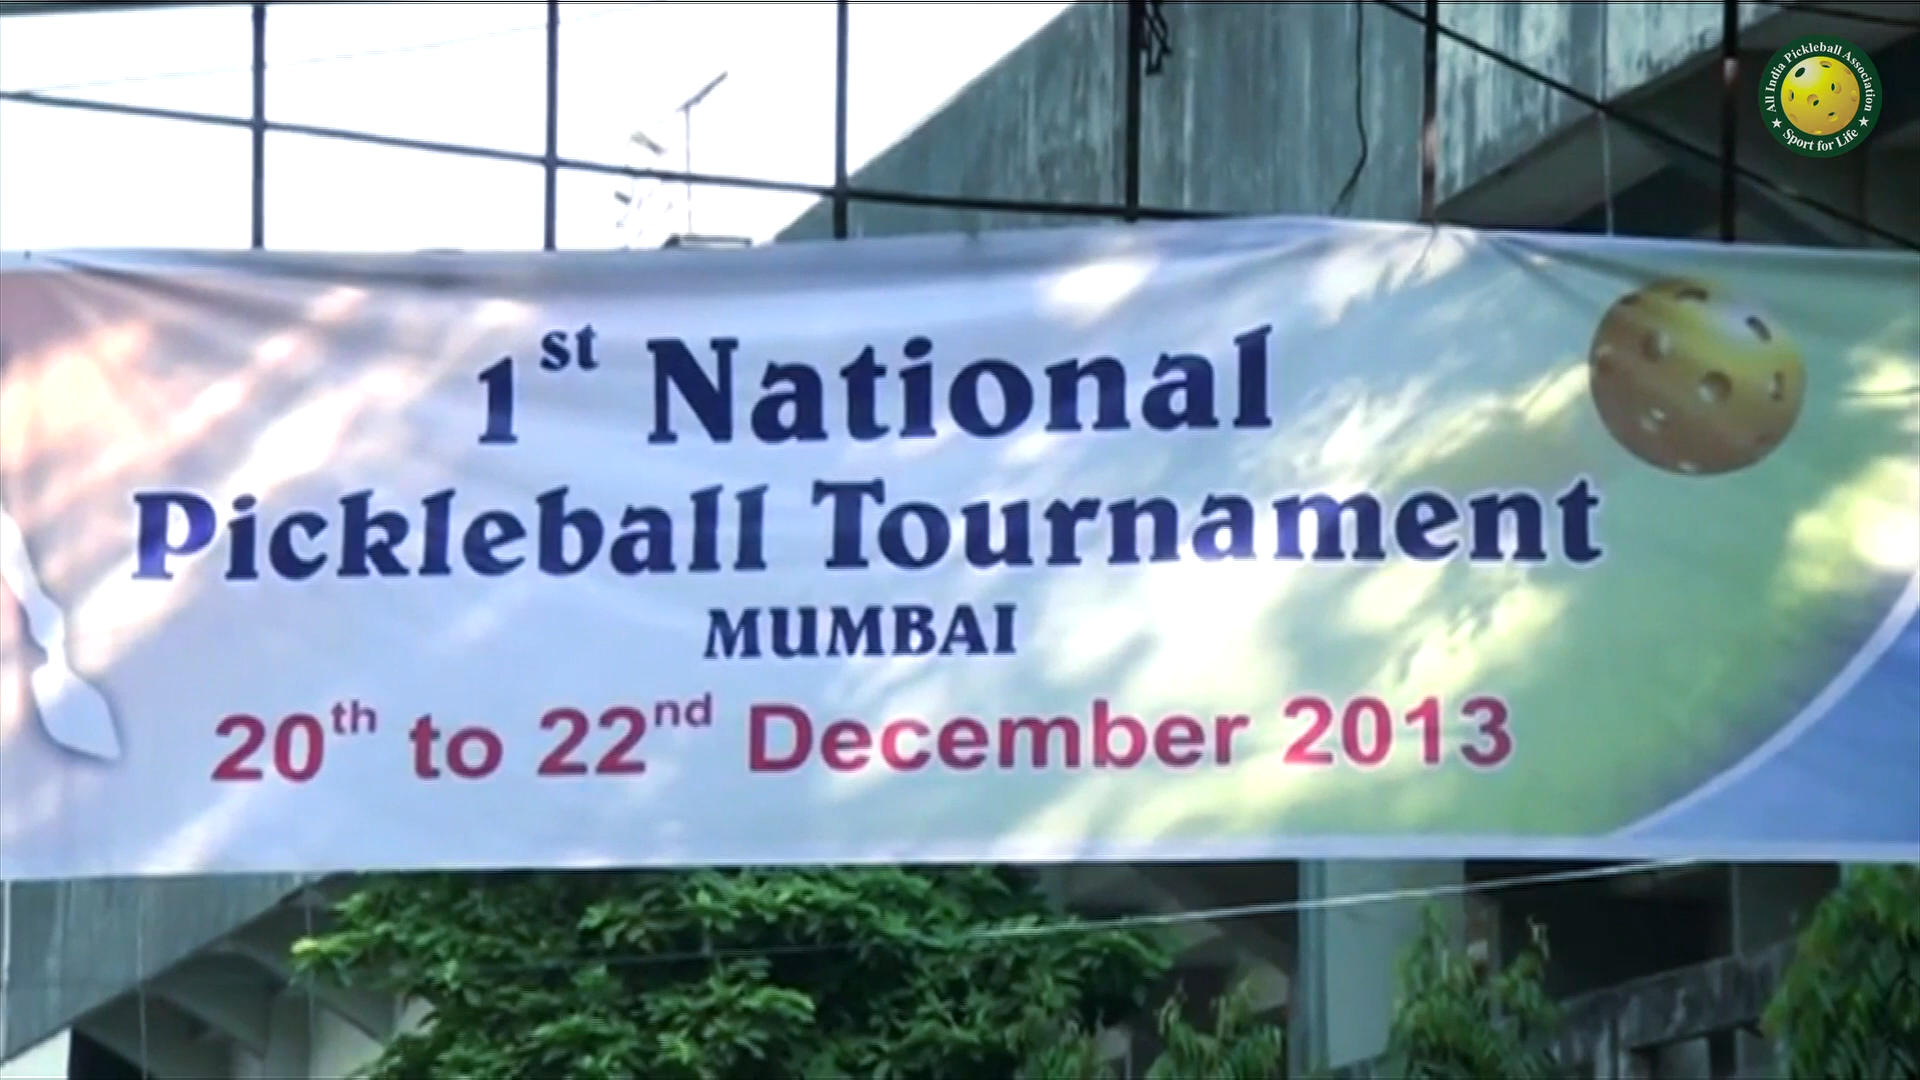 All India Pickleball Association
★ Sport for Life ★
1st National
Pickleball Tournament
MUMBAI
20th to 22nd December 2013